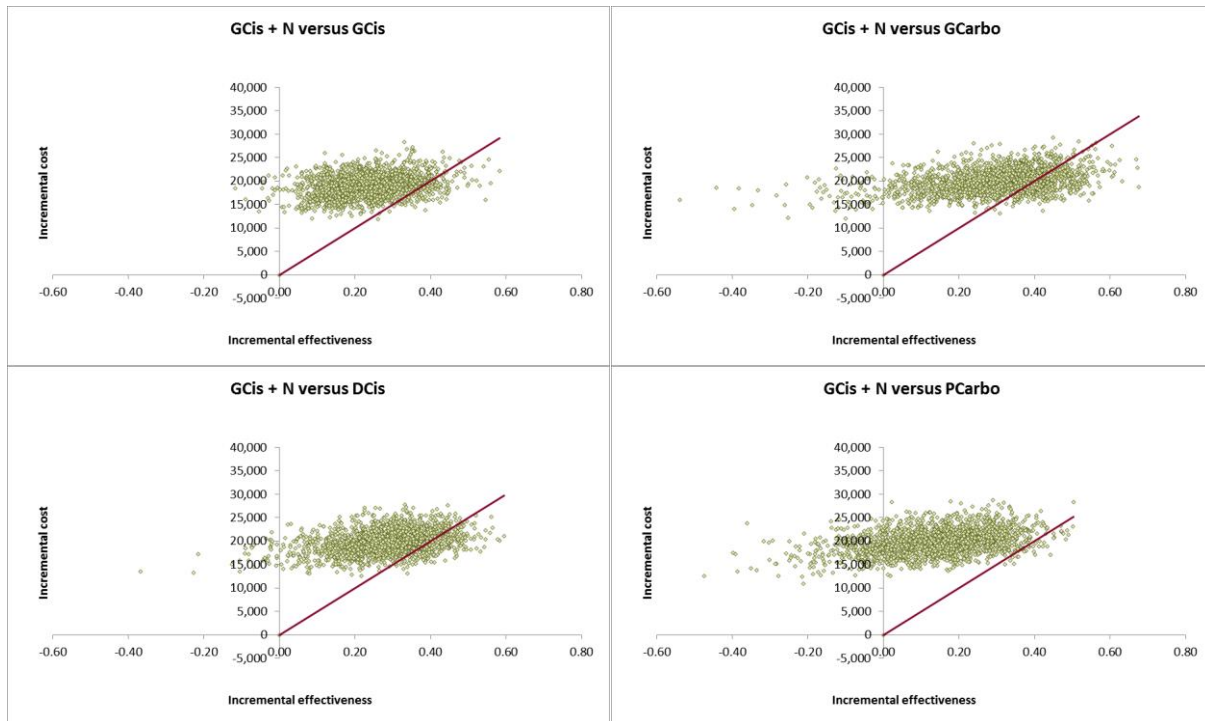 GCis + N versus GCis
40,000
35,000
30,000
25,000
20,000
15,000
10,000
5,000
0
-5,000
-0.60 -0.40 -0.20 0.00 0.20 0.40 0.60 0.80
Incremental cost
Incremental effectiveness
GCis + N versus GCarbo
40,000
35,000
30,000
25,000
20,000
15,000
10,000
5,000
0
-5,000
-0.60 -0.40 -0.20 0.00 0.20 0.40 0.60 0.80
Incremental cost
Incremental effectiveness
GCis + N versus DCis
40,000
35,000
30,000
25,000
20,000
15,000
10,000
5,000
0
-5,000
-0.60 -0.40 -0.20 0.00 0.20 0.40 0.60 0.80
Incremental cost
Incremental effectiveness
GCis + N versus PCarbo
40,000
35,000
30,000
25,000
20,000
15,000
10,000
5,000
0
-5,000
-0.60 -0.40 -0.20 0.00 0.20 0.40 0.60 0.80
Incremental cost
Incremental effectiveness